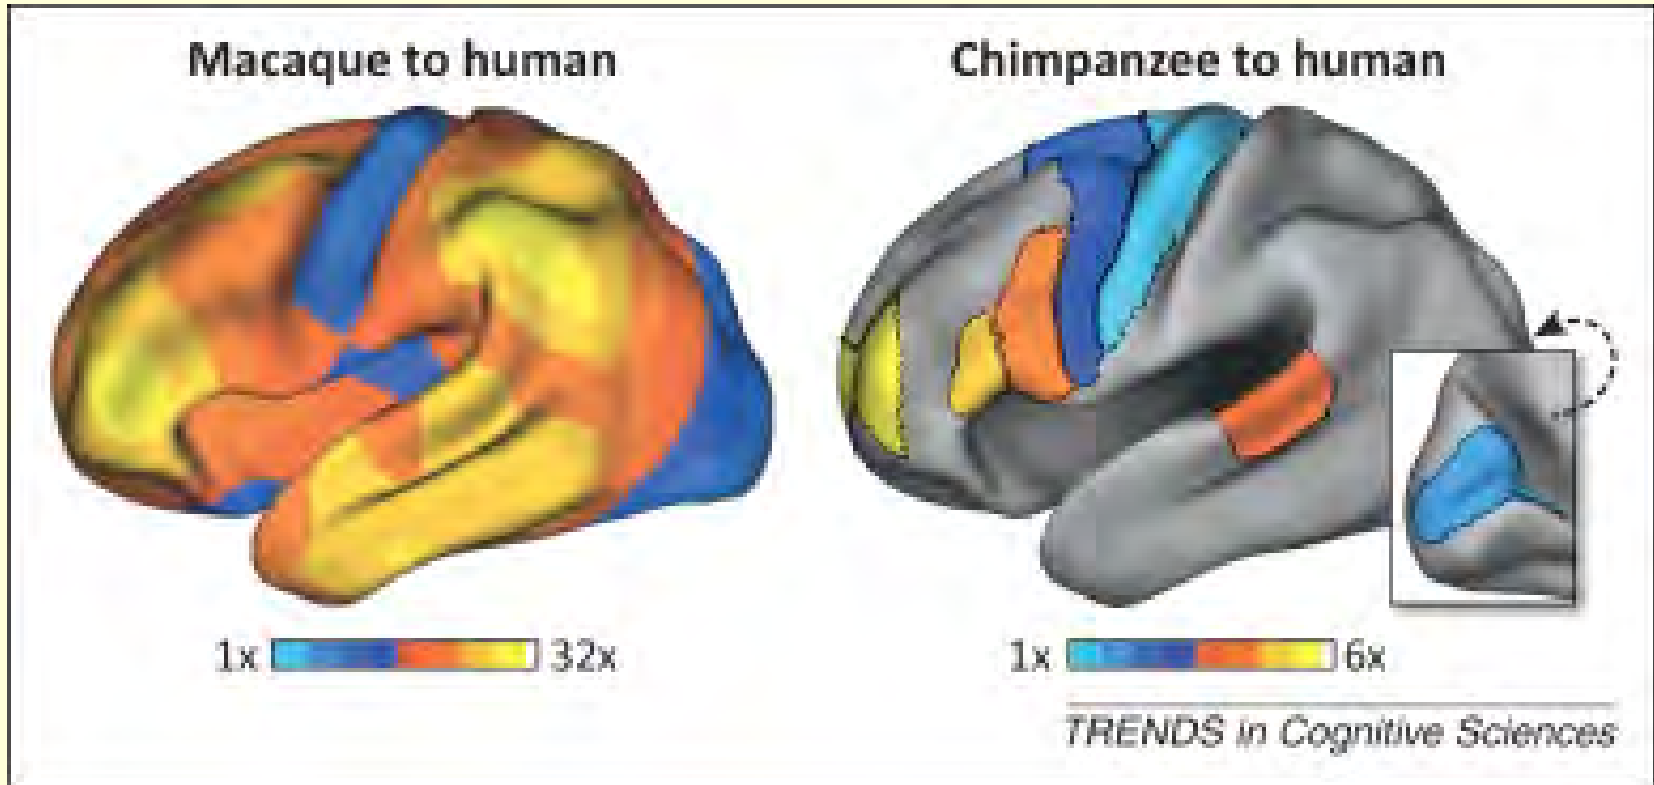 Macaque to human
Chimpanzee to human
1x 32x
1x 6x
TRENDS in Cognitive Sciences